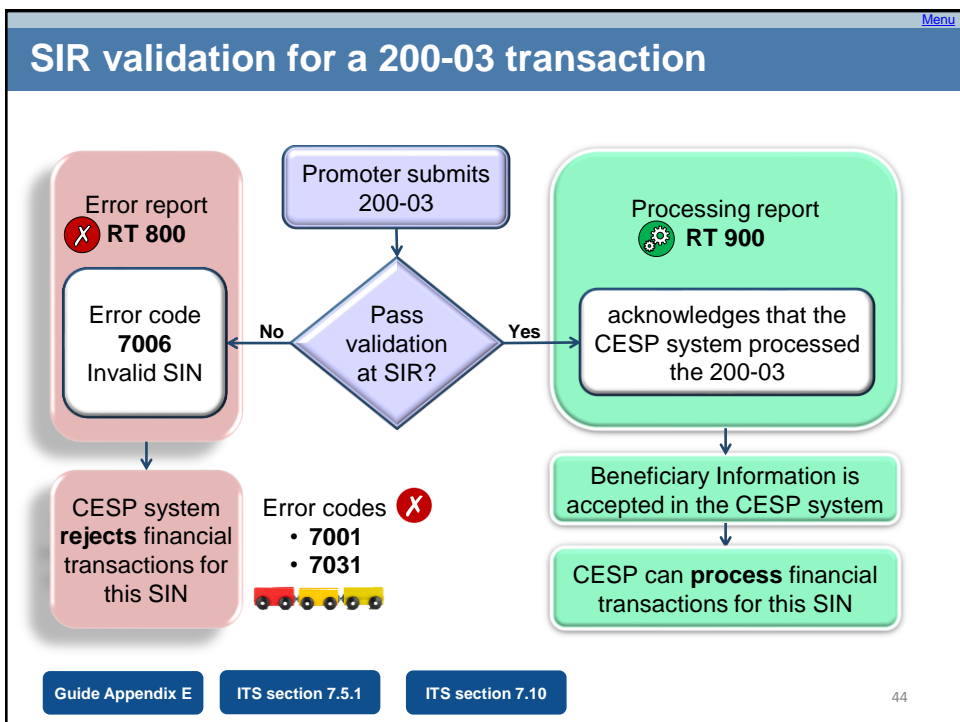 Menu
SIR validation for a 200-03 transaction
Promoter submits
200-03
Error report
RT 800
Error code
7006
Invalid SIN
No
Pass
validation
at SIR?
Yes
Processing report
RT 900
acknowledges that the
CESP system processed
the 200-03
CESP system
rejects financial
transactions for
this SIN
Error codes
• 7001
• 7031
Beneficiary Information is
accepted in the CESP system
CESP can process financial
transactions for this SIN
Guide Appendix E
ITS section 7.5.1
ITS section 7.10
44